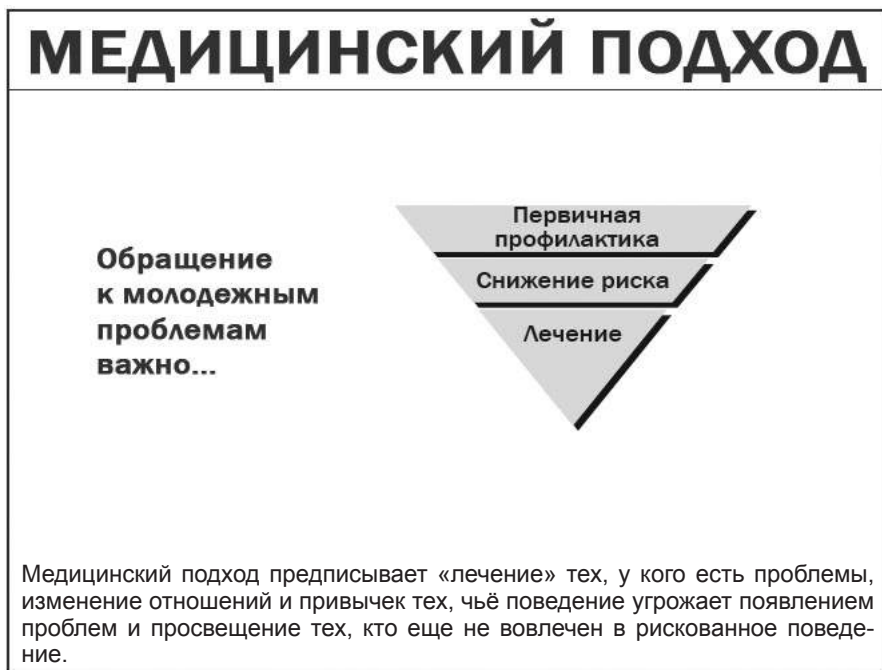 МЕДИЦИНСКИЙ ПОДХОД
Обращение
к молодежным
проблемам
важно...
Первичная
профилактика
Снижение риска
Лечение
Медицинский подход предписывает «лечение» тех, у кого есть проблемы,
изменение отношений и привычек тех, чьё поведение угрожает появлением
проблем и просвещение тех, кто еще не вовлечен в рискованное поведе-
ние.